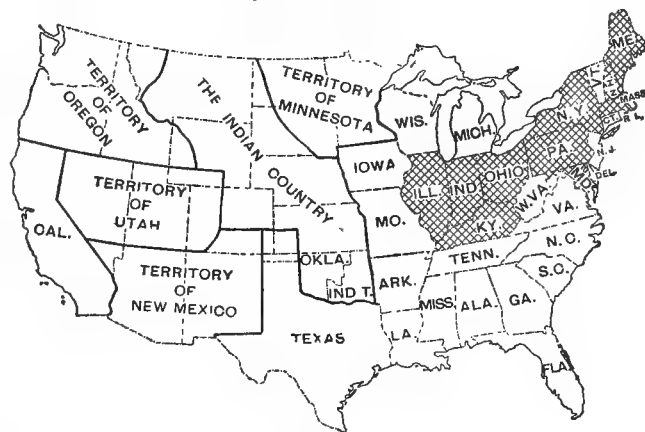 TERRITORY
OF
OREGON
THE INDIAN COUNTRY
TERRITORY
OF
MINNESOTA
WIS.
MICH.
ME.
VT.
N.Y.
MASS
CT.
R.I.
PA.
N.J
DEL
IOWA
ILL.
IND.
OHIO
W.VA.
VA.
KY.
CAL.
TERRITORY
OF
UTAH
MO.
TENN.
N.C.
S.C.
TERRITORY
OF
NEW MEXICO
OKLA.
IND T.
ARK.
MISS.
ALA.
GA.
TEXAS
LA.
FLA.